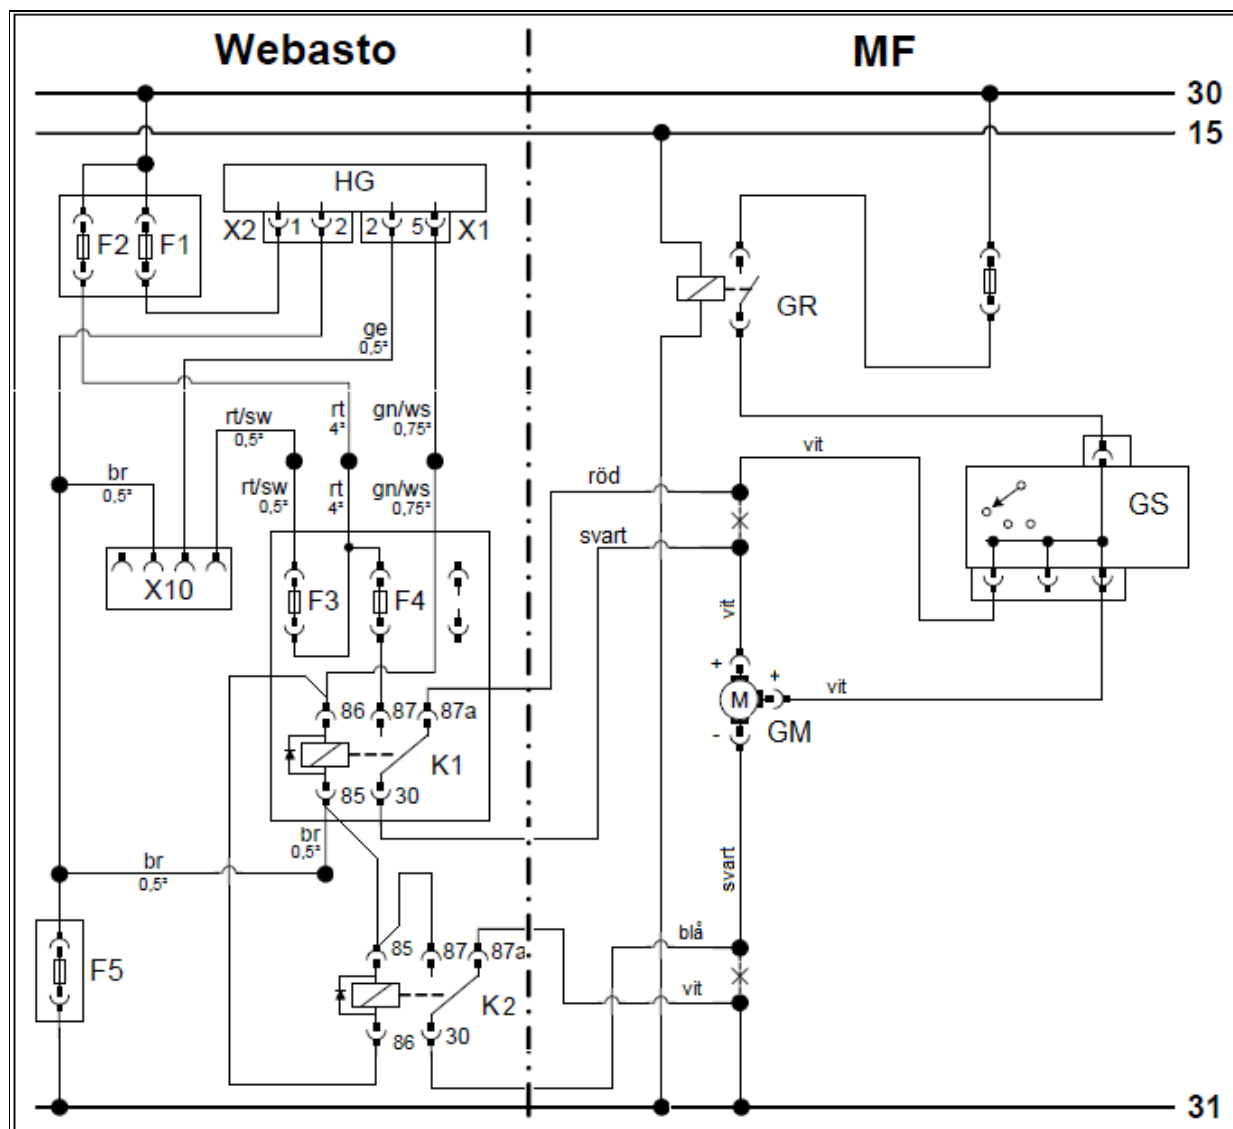 Webasto MF
30
15
HG
X2 1 2 2 5 X1
F2 F1
GR
ge
0,5²
rt/sw
0,5²
rt
4²
gn/ws
0,75²
vit
br
0,5²
rt/sw
0,5²
rt
4²
gn/ws
0,75²
röd
GS
svart
X10
F3 F4
vit
+
+
M
vit
-
GM
86 87 87a
K1
85 30
br
0,5²
br
0,5²
svart
85 87 87a
blå
F5
K2
vit
86 30
31